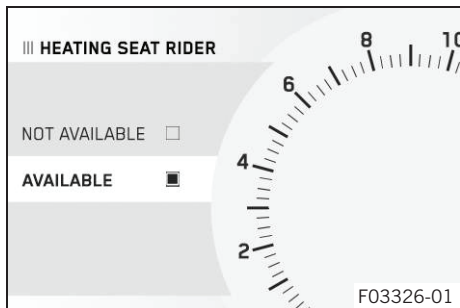 HEATING SEAT RIDER
NOT AVAILABLE
AVAILABLE
10
8
6
4
2
F03326-01